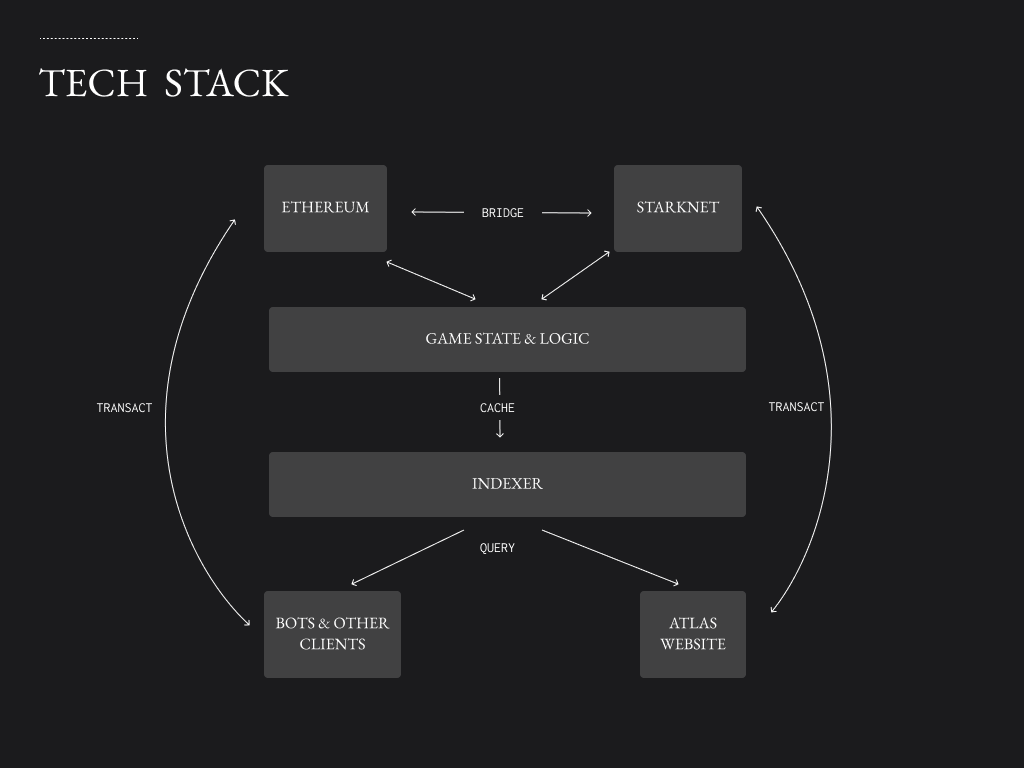 TECH STACK
ETHEREUM
BRIDGE
STARKNET
GAME STATE & LOGIC
TRANSACT
CACHE
TRANSACT
INDEXER
QUERY
BOTS & OTHER
CLIENTS
ATLAS
WEBSITE